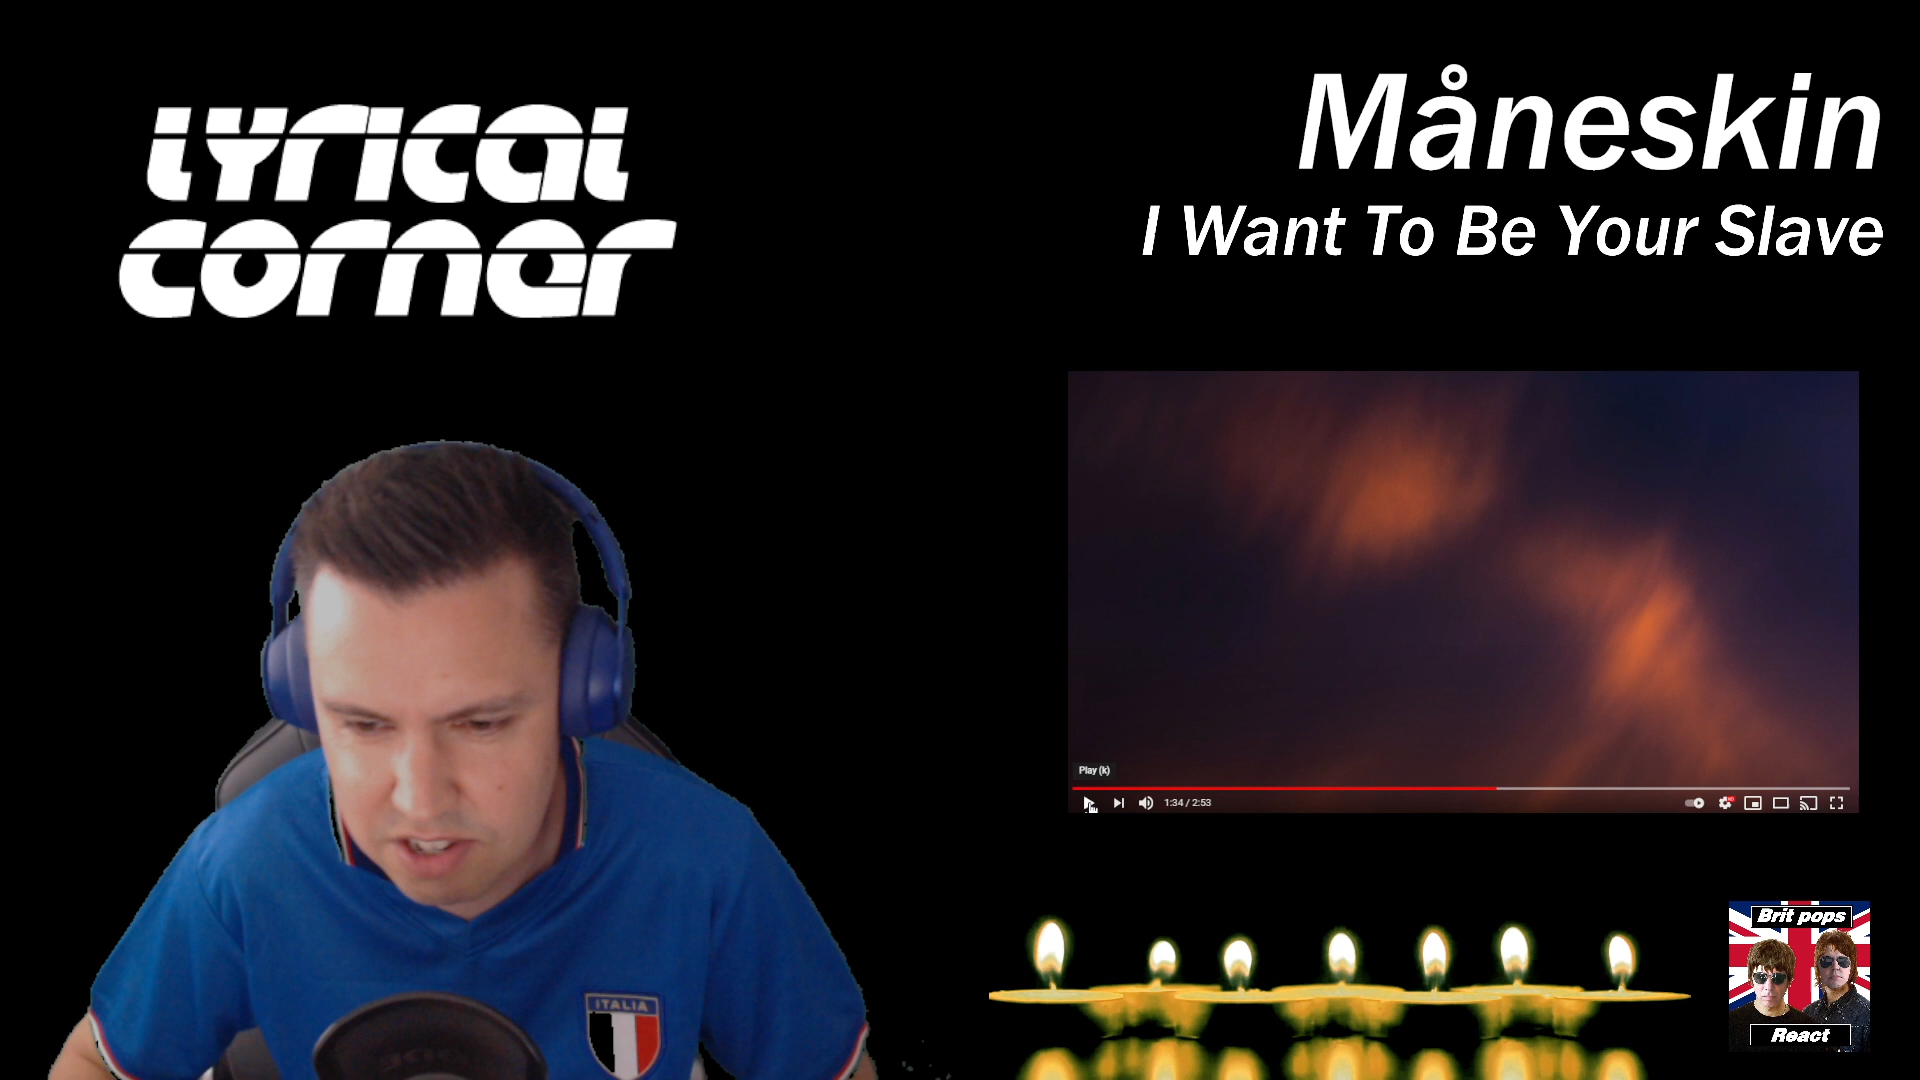 Lyrical
corner
Måneskin
I Want To Be Your Slave
Play (k)
1:34 / 2:53
ITALIA
Brit pops
React